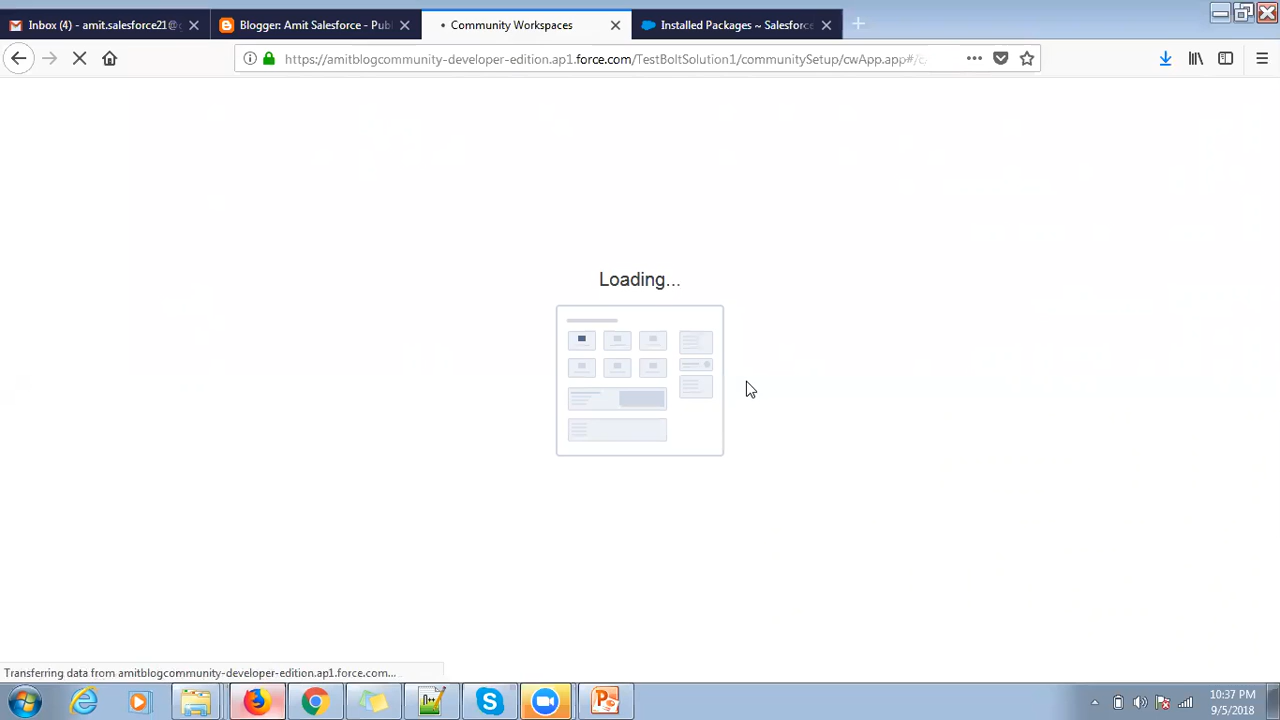 Inbox (4) - amit.salesforce21@
Blogger: Amit Salesforce - Pub
Community Workspaces
Installed Packages ~ Salesforce
https://amitblogcommunity-developer-edition.ap1.force.com/TestBoltSolution1/communitySetup/cwApp.app#/c
Loading...
Transferring data from amitblogcommunity-developer-edition.ap1.force.com...
10:37 PM
9/5/2018